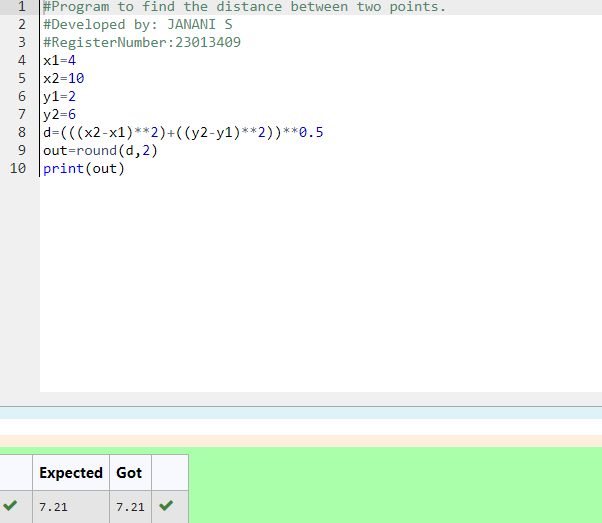 1 #Program to find the distance between two points.
2 #Developed by: JANANI S
3 #RegisterNumber:23013409
4 x1=4
5 x2=10
6 y1=2
7 y2=6
8 d=(((x2-x1)**2)+((y2-y1)**2))**0.5
9 out=round(d,2)
10 print(out)
Expected Got
7.21 7.21